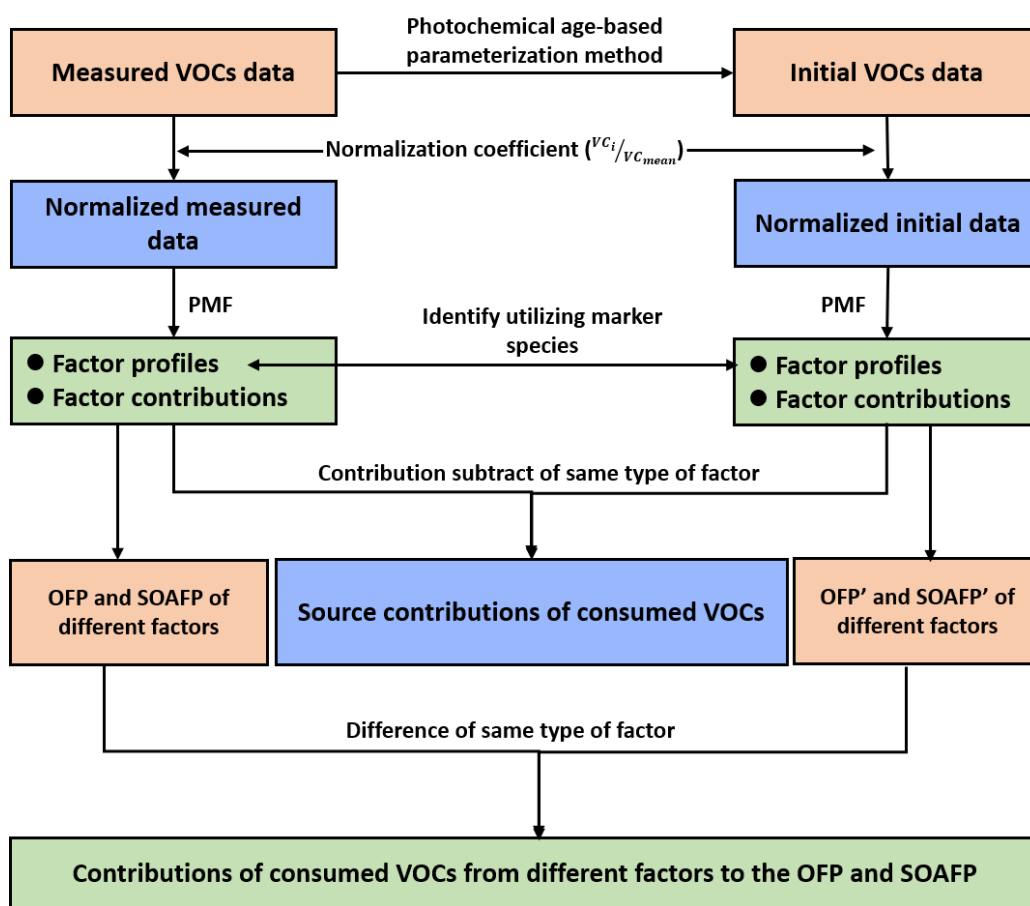 Photochemical age-based
parameterization method
Measured VOCs data
Initial VOCs data
Normalization coefficient (VCi/VCmean)
Normalized measured
data
Normalized initial data
PMF
PMF
Identify utilizing marker
species
● Factor profiles
● Factor contributions
● Factor profiles
● Factor contributions
Contribution subtract of same type of factor
OFP and SOAFP of
different factors
Source contributions of consumed VOCs
OFP’ and SOAFP’ of
different factors
Difference of same type of factor
Contributions of consumed VOCs from different factors to the OFP and SOAFP